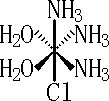 NH₃
H₂O NH₃
H₂O NH₃
Cl